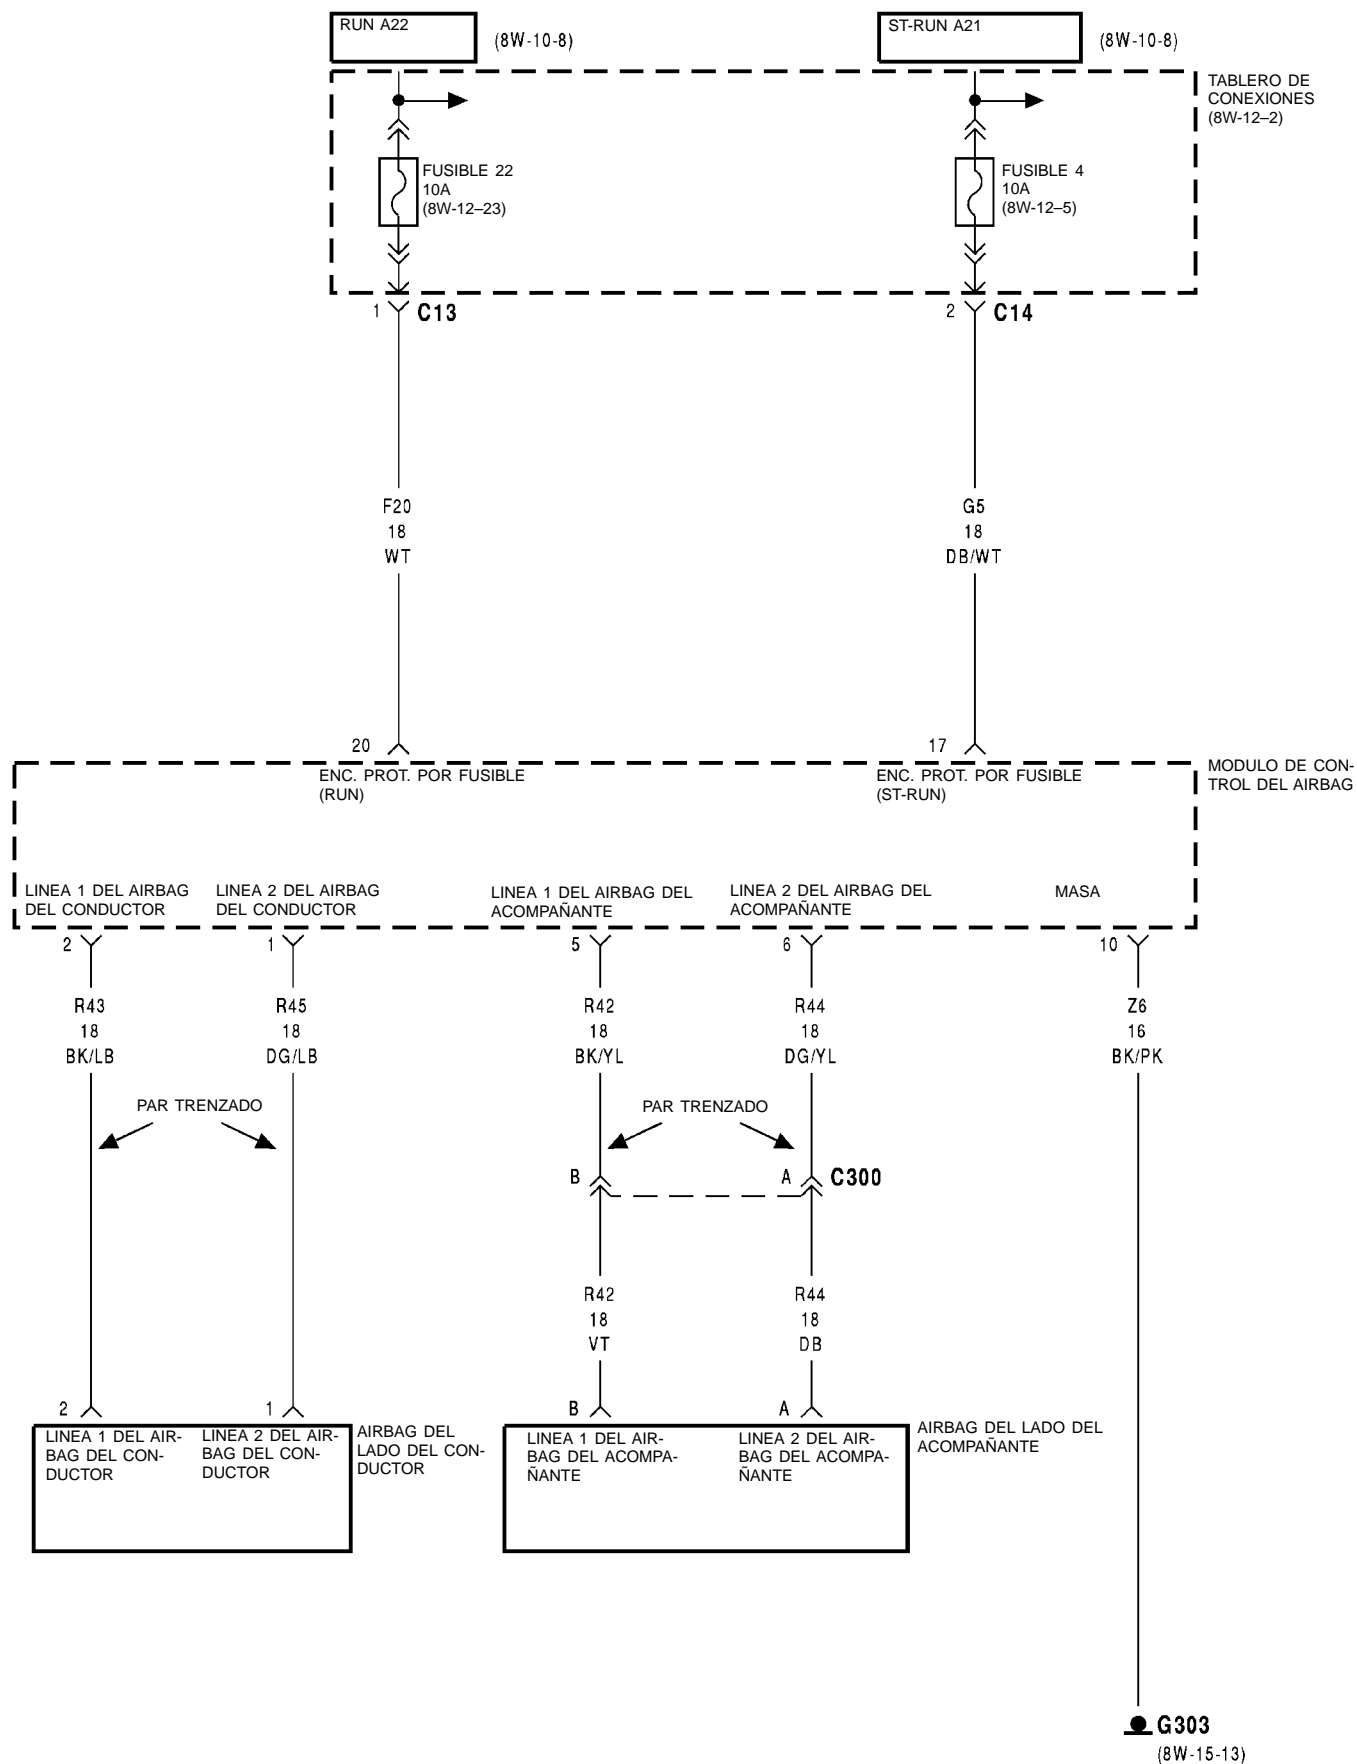 RUN A22
(8W-10-8)
ST-RUN A21
(8W-10-8)
TABLERO DE
CONEXIONES
(8W-12–2)
FUSIBLE 22
10A
(8W-12–23)
FUSIBLE 4
10A
(8W-12–5)
1
C13
2
C14
F20
18
WT
G5
18
DB/WT
20
17
ENC. PROT. POR FUSIBLE
(RUN)
ENC. PROT. POR FUSIBLE
(ST-RUN)
MODULO DE CON-
TROL DEL AIRBAG
LINEA 1 DEL AIRBAG
DEL CONDUCTOR
LINEA 2 DEL AIRBAG
DEL CONDUCTOR
LINEA 1 DEL AIRBAG DEL
ACOMPAÑANTE
LINEA 2 DEL AIRBAG DEL
ACOMPAÑANTE
MASA
2
1
5
6
10
R43
18
BK/LB
R45
18
DG/LB
R42
18
BK/YL
R44
18
DG/YL
Z6
16
BK/PK
PAR TRENZADO
PAR TRENZADO
B
A
C300
R42
18
VT
R44
18
DB
2
1
B
A
LINEA 1 DEL AIR-
BAG DEL CON-
DUCTOR
LINEA 2 DEL AIR-
BAG DEL CON-
DUCTOR
AIRBAG DEL
LADO DEL CON-
DUCTOR
LINEA 1 DEL AIR-
BAG DEL ACOMPA-
ÑANTE
LINEA 2 DEL AIR-
BAG DEL ACOMPA-
ÑANTE
AIRBAG DEL LADO DEL
ACOMPAÑANTE
G303
(8W-15-13)